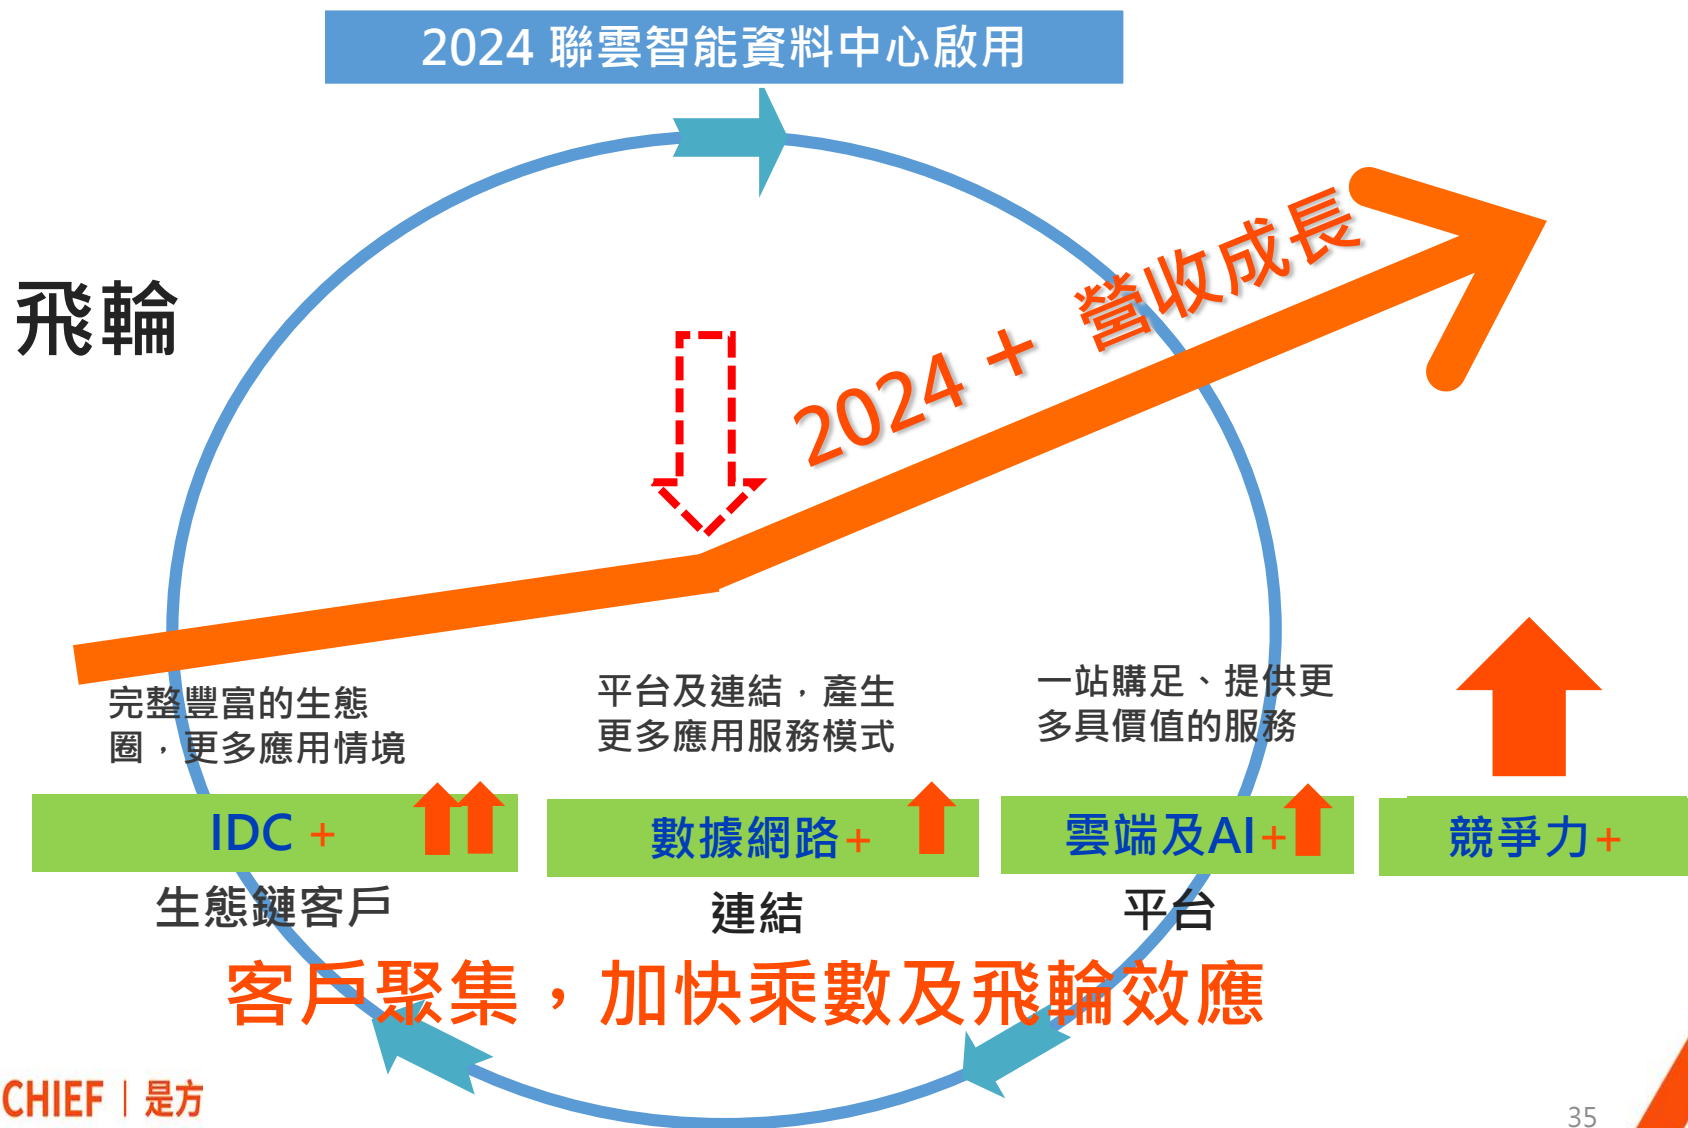 2024 聯雲智能資料中心啟用
飛輪
2024 + 營收成長
完整豐富的生態
圈，更多應用情境
平台及連結，產生
更多應用服務模式
一站購足、提供更
多具價值的服務
IDC +
數據網路+
雲端及AI+
競爭力+
生態鏈客戶
連結
平台
客戶聚集，加快乘數及飛輪效應
CHIEF | 是方
35